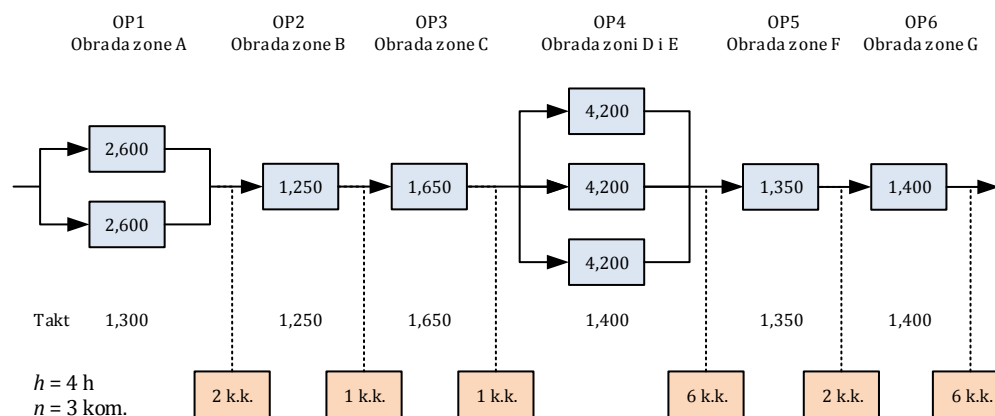 OP1
Obrada zone A
OP2
Obrada zone B
OP3
Obrada zone C
OP4
Obrada zoni D i E
OP5
Obrada zone F
OP6
Obrada zone G
2,600
2,600
1,250
1,650
4,200
4,200
4,200
1,350
1,400
Takt 1,300 1,250 1,650 1,400 1,350 1,400
h = 4 h
n = 3 kom.
2 k.k.
1 k.k.
1 k.k.
6 k.k.
2 k.k.
6 k.k.